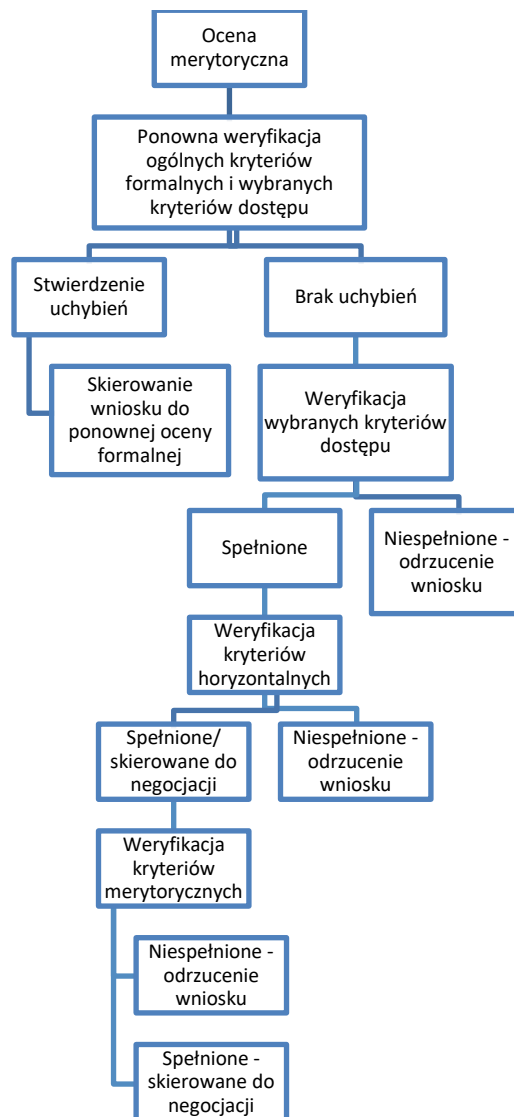 Ocena
merytoryczna
Ponowna weryfikacja
ogólnych kryteriów
formalnych i wybranych
kryteriów dostępu
Stwierdzenie
uchybień
Brak uchybień
Skierowanie
wniosku do
ponownej oceny
formalnej
Weryfikacja
wybranych kryteriów
dostępu
Spełnione
Niespełnione -
odrzucenie
wniosku
Weryfikacja
kryteriów
horyzontalnych
Spełnione/
skierowane do
negocjacji
Niespełnione -
odrzucenie
wniosku
Weryfikacja
kryteriów
merytorycznych
Niespełnione -
odrzucenie
wniosku
Spełnione -
skierowane do
negocjacji